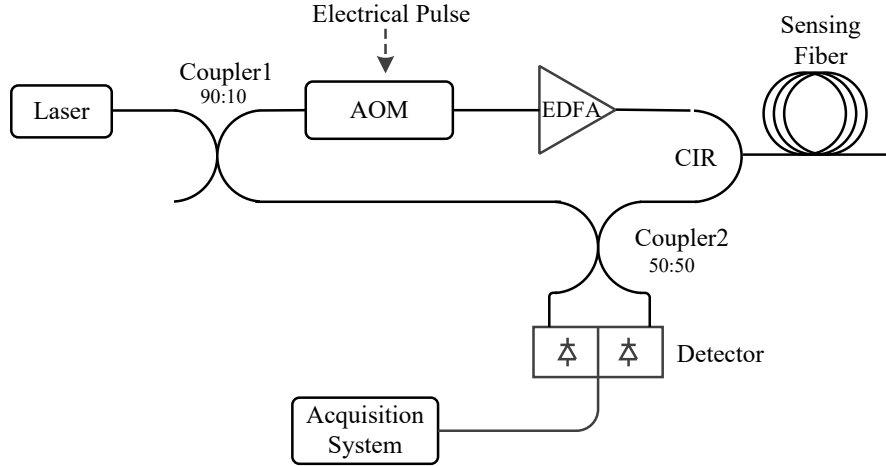 Electrical Pulse
Sensing
Fiber
Coupler1
90:10
Laser
AOM
EDFA
CIR
Coupler2
50:50
Detector
Acquisition
System